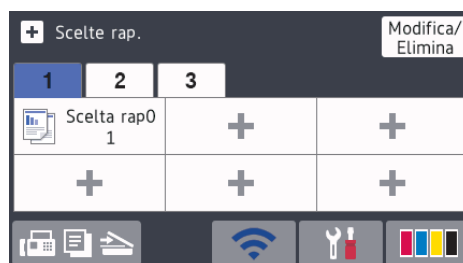 Scelte rap.
Modifica/
Elimina
1
2
3
Scelta rap0
1